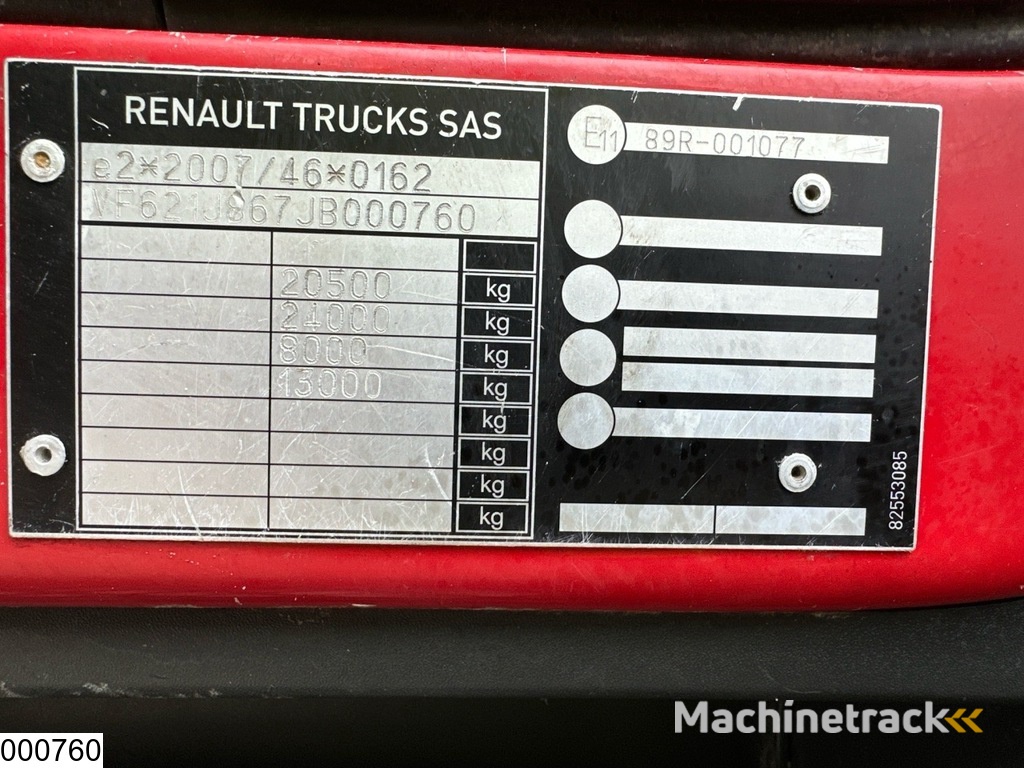 RENAULT TRUCKS SAS
e2*2007/46*0162
VF621J867JB000760
20500 kg
21000 kg
8000 kg
13000 kg
kg
kg
kg
kg
E11 89R-001077
82553085
Machinetrack
000760